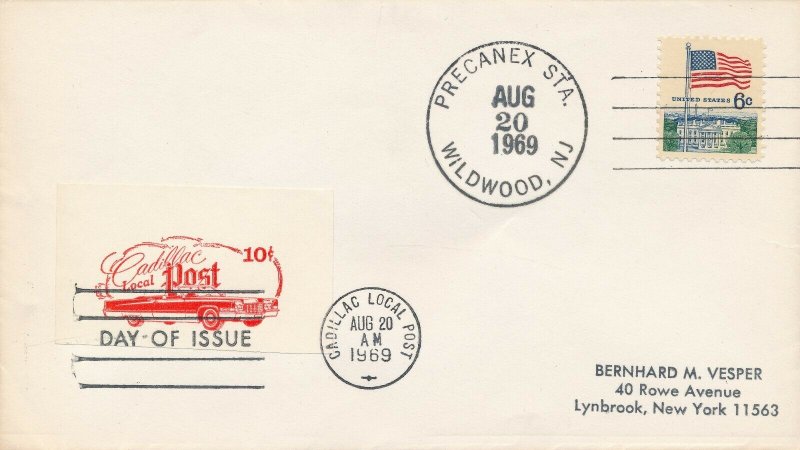 PRECANEX STA.
AUG
20
1969
WILDWOOD, NJ
UNITED STATES 6c
Cadillac
Local Post
10¢
DAY OF ISSUE
CADILLAC LOCAL POST
AUG 20
AM
1969
BERNHARD M. VESPER
40 Rowe Avenue
Lynbrook, New York 11563